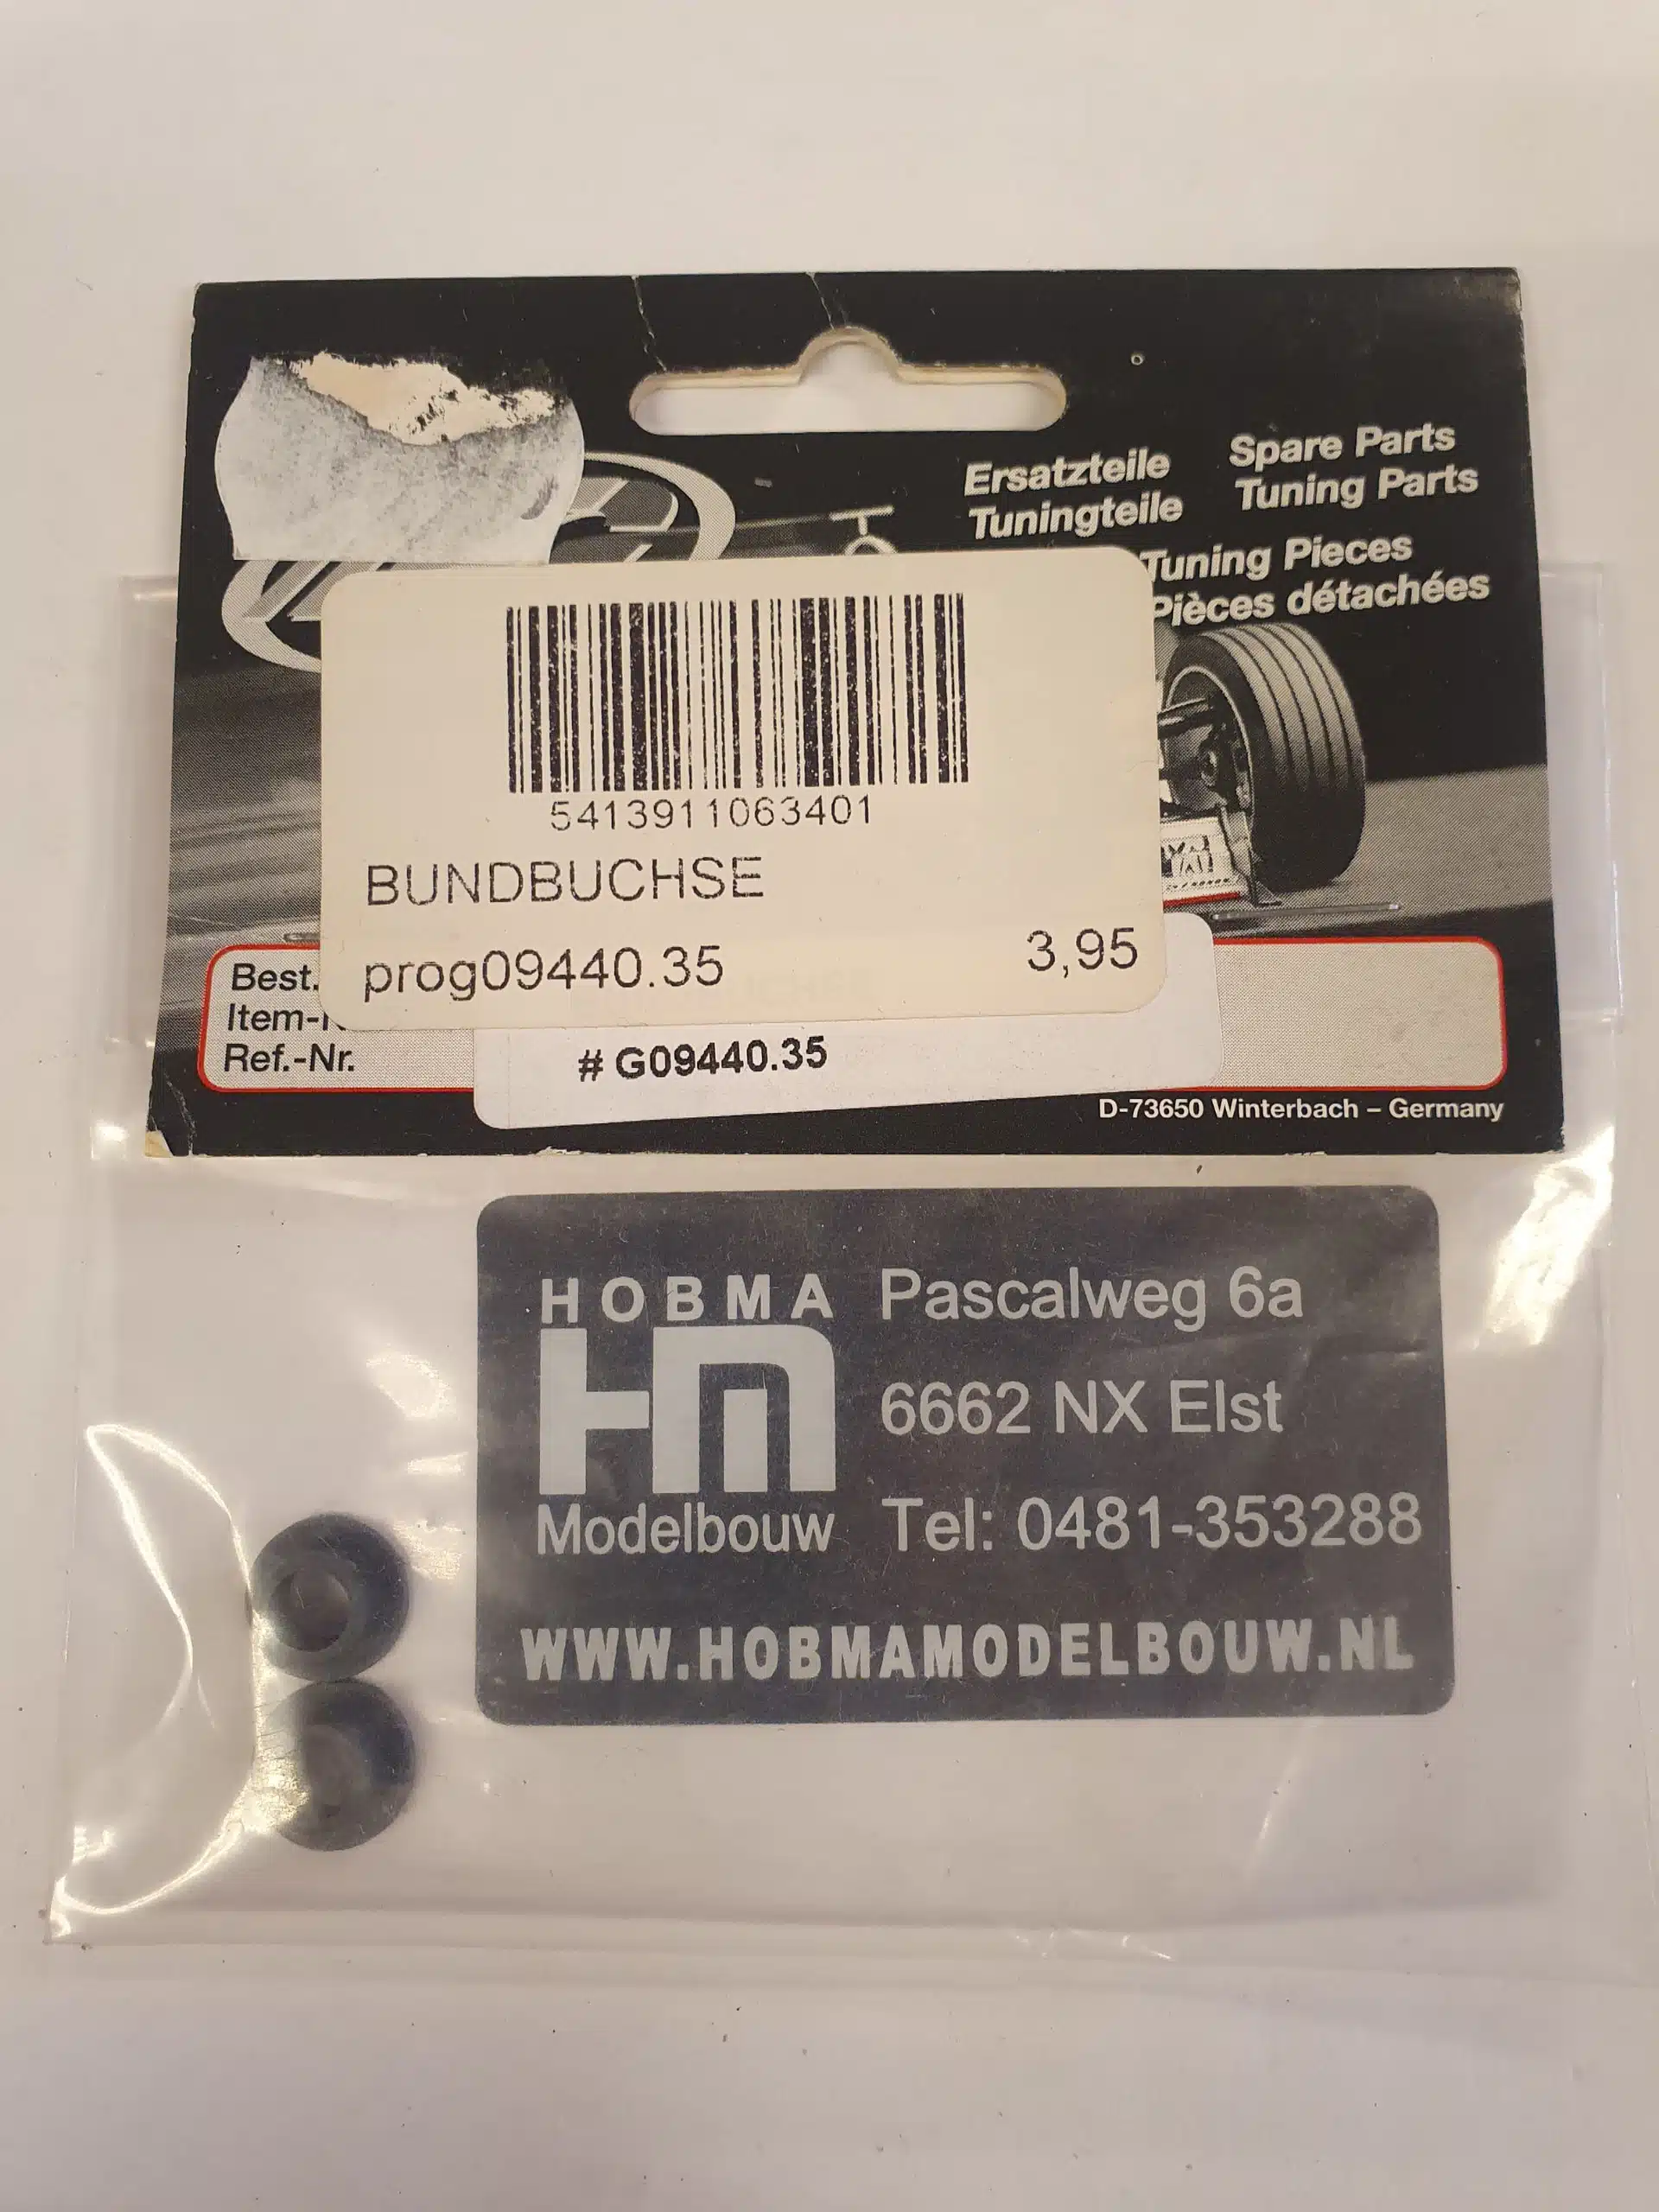 Ersatzteile
Tuningteile
Spare Parts
Tuning Parts
Tuning Pieces
Pièces détachées
5413911063401
BUNDBUCHSE
prog09440.35
3,95
Best.
Ref.-Nr.
# G09440.35
D-73650 Winterbach – Germany
HOBMA
HM
Modelbouw
Pascalweg 6a
6662 NX Elst
Tel: 0481-353288
WWW.HOBMAMODELBOUW.NL